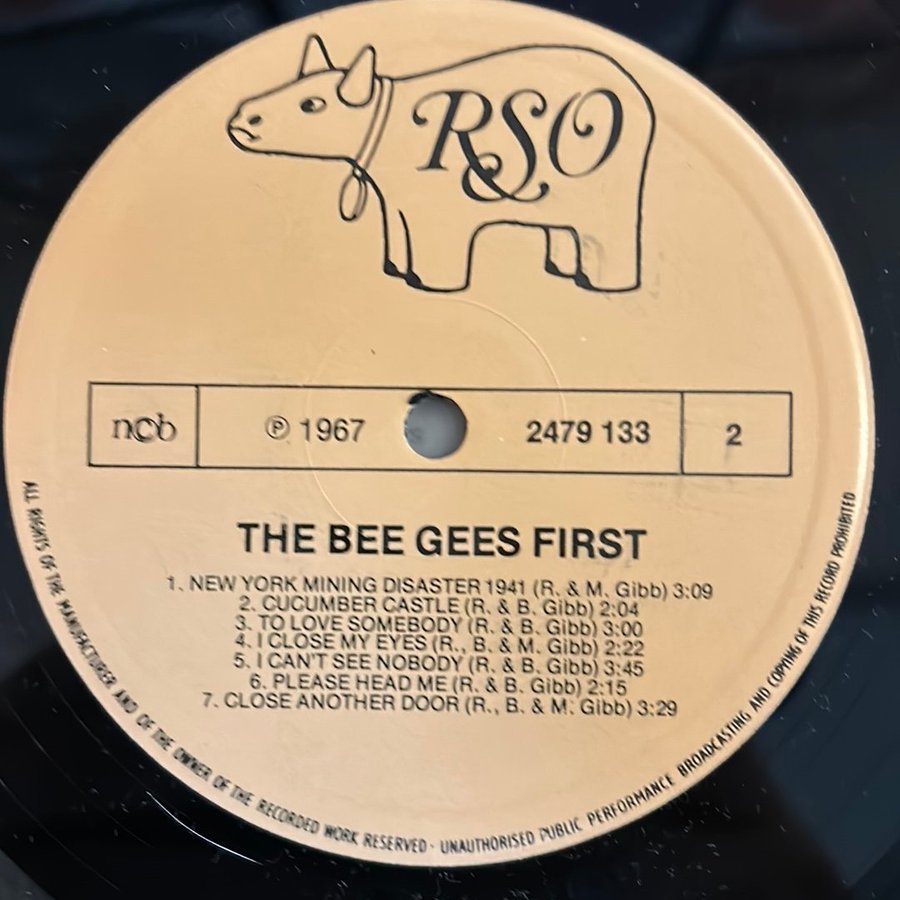 RSO
n©b ℗ 1967 2479 133 2
THE BEE GEES FIRST
1. NEW YORK MINING DISASTER 1941 (R. & M. Gibb) 3:09
2. CUCUMBER CASTLE (R. & B. Gibb) 2:04
3. TO LOVE SOMEBODY (R. & B. Gibb) 3:00
4. I CLOSE MY EYES (R., B. & M. Gibb) 2:22
5. I CAN'T SEE NOBODY (R. & B. Gibb) 3:45
6. PLEASE HEAD ME (R. & B. Gibb) 2:15
7. CLOSE ANOTHER DOOR (R., B. & M. Gibb) 3:29
ALL RIGHTS OF THE MANUFACTURER AND OF THE OWNER OF THE RECORDED WORK RESERVED · UNAUTHORISED PUBLIC PERFORMANCE BROADCASTING AND COPYING OF THIS RECORD PROHIBITED